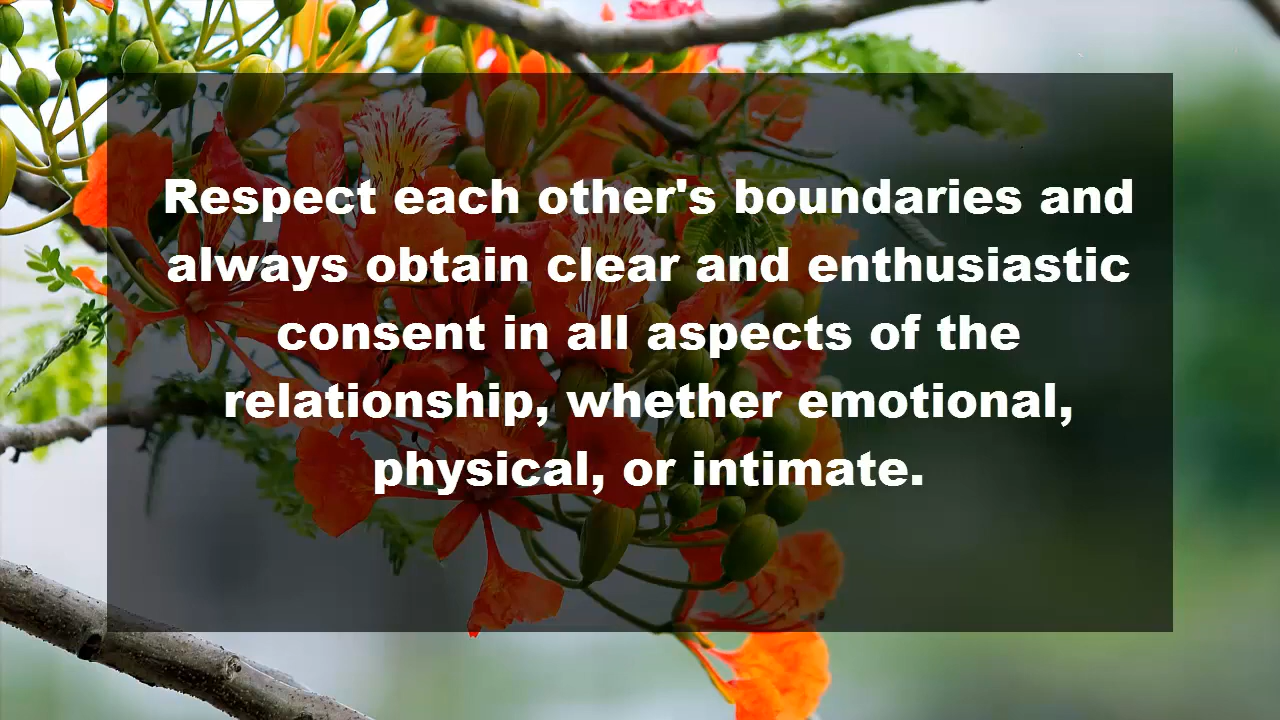 Respect each other's boundaries and
always obtain clear and enthusiastic
consent in all aspects of the
relationship, whether emotional,
physical, or intimate.